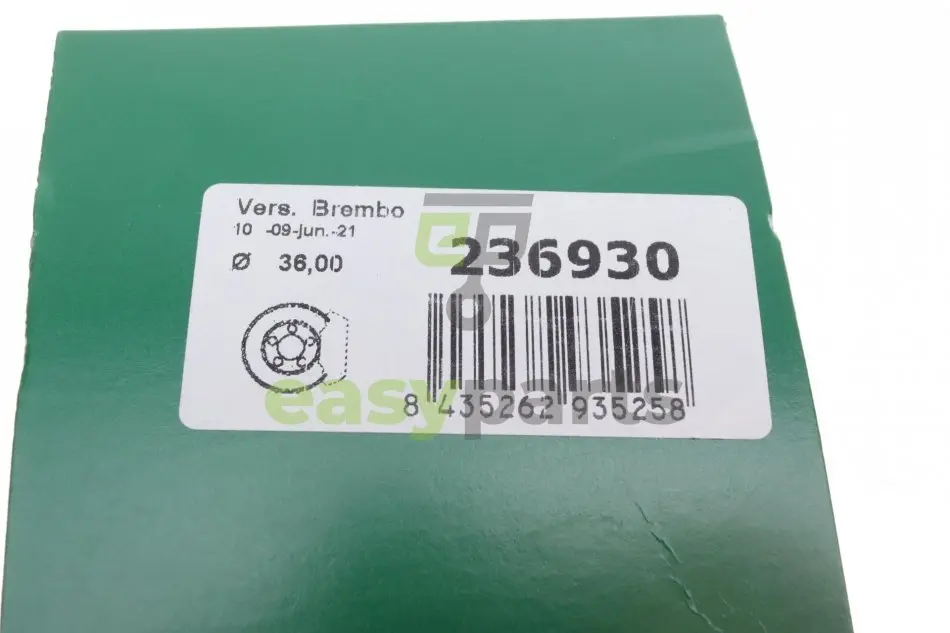 Vers. Brembo
10 -09-jun.-21
Ø 36,00
236930
8 435262 935258
easyparts